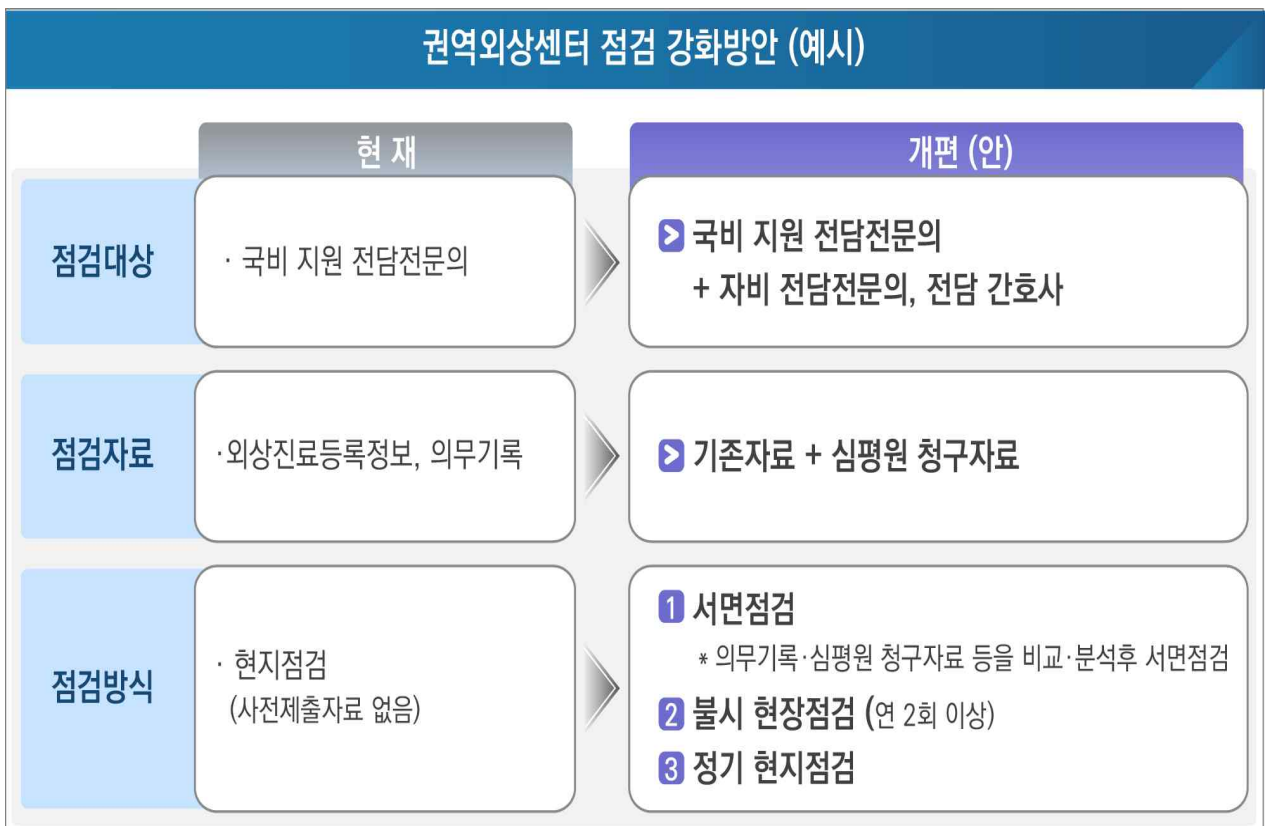 권역외상센터 점검 강화방안 (예시)
현 재
개편 (안)
점검대상
· 국비 지원 전담전문의
국비 지원 전담전문의
+ 자비 전담전문의, 전담 간호사
점검자료
·외상진료등록정보, 의무기록
기존자료 + 심평원 청구자료
점검방식
· 현지점검
(사전제출자료 없음)
1 서면점검
* 의무기록·심평원 청구자료 등을 비교·분석후 서면점검
2 불시 현장점검 (연 2회 이상)
3 정기 현지점검